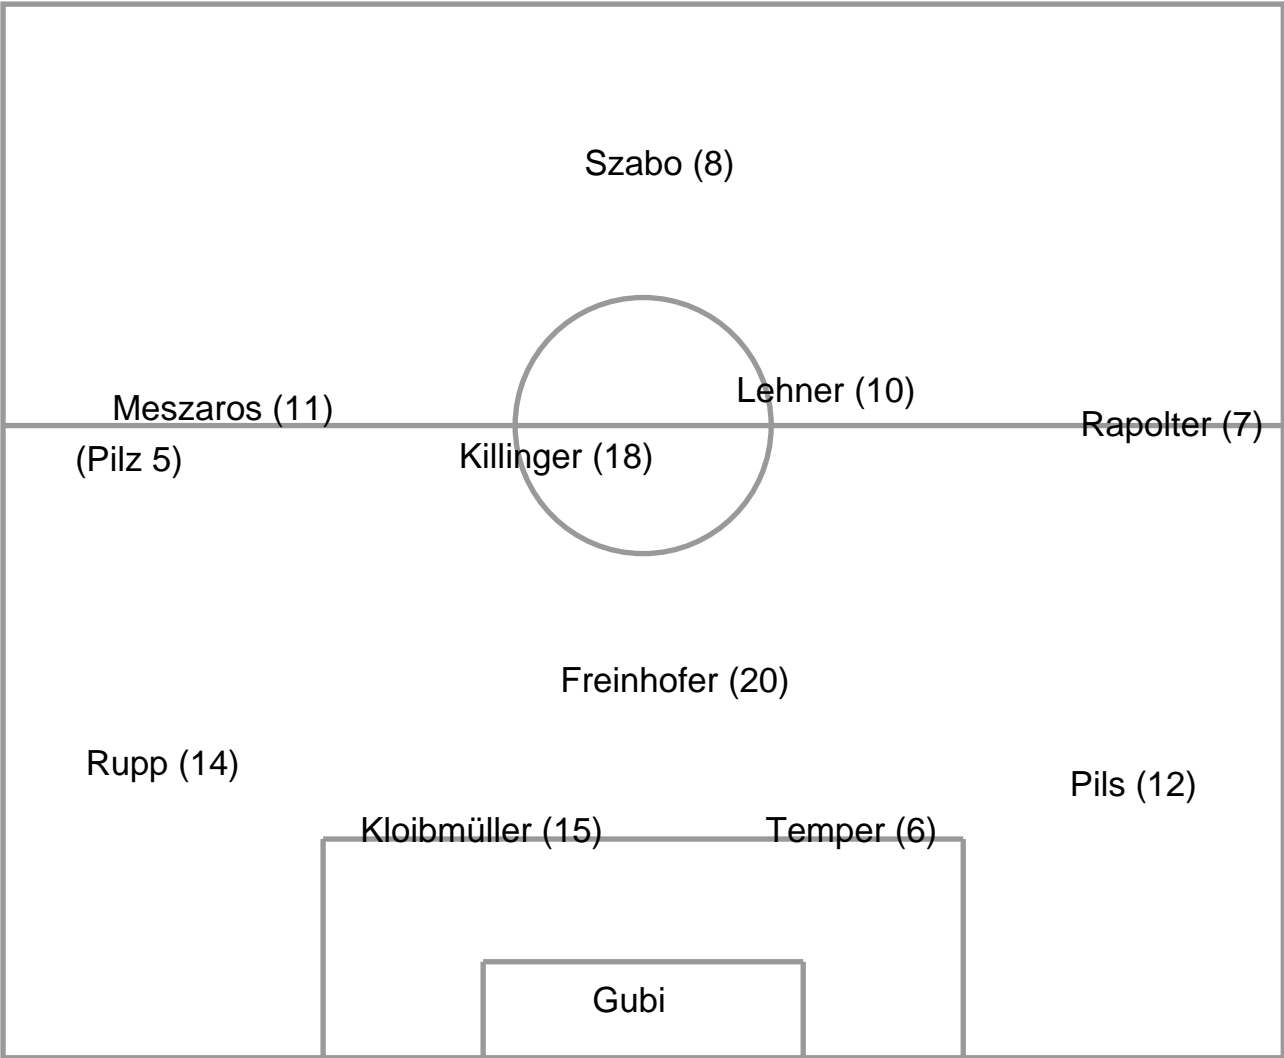 Szabo (8)
Lehner (10)
Meszaros (11)
Rapolter (7)
(Pilz 5)
Killinger (18)
Freinhofer (20)
Rupp (14)
Pils (12)
Kloibmüller (15)
Temper (6)
Gubi